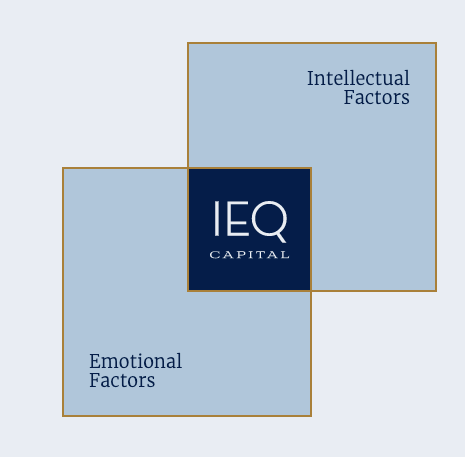 Intellectual
Factors
IEQ
CAPITAL
Emotional
Factors